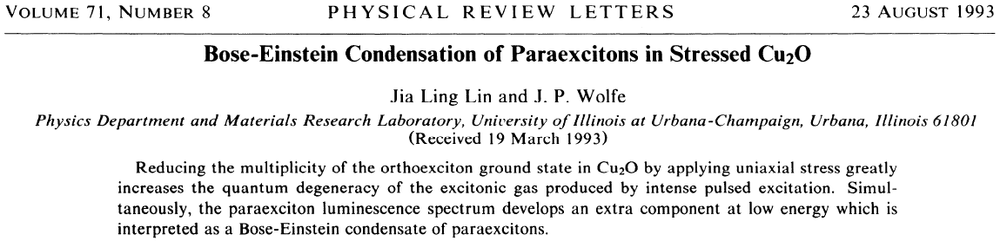 VOLUME 71, NUMBER 8 PHYSICAL REVIEW LETTERS 23 AUGUST 1993
Bose-Einstein Condensation of Paraexcitons in Stressed Cu₂O
Jia Ling Lin and J. P. Wolfe
Physics Department and Materials Research Laboratory, University of Illinois at Urbana-Champaign, Urbana, Illinois 61801
(Received 19 March 1993)
Reducing the multiplicity of the orthoexciton ground state in Cu₂O by applying uniaxial stress greatly
increases the quantum degeneracy of the excitonic gas produced by intense pulsed excitation. Simul-
taneously, the paraexciton luminescence spectrum develops an extra component at low energy which is
interpreted as a Bose-Einstein condensate of paraexcitons.